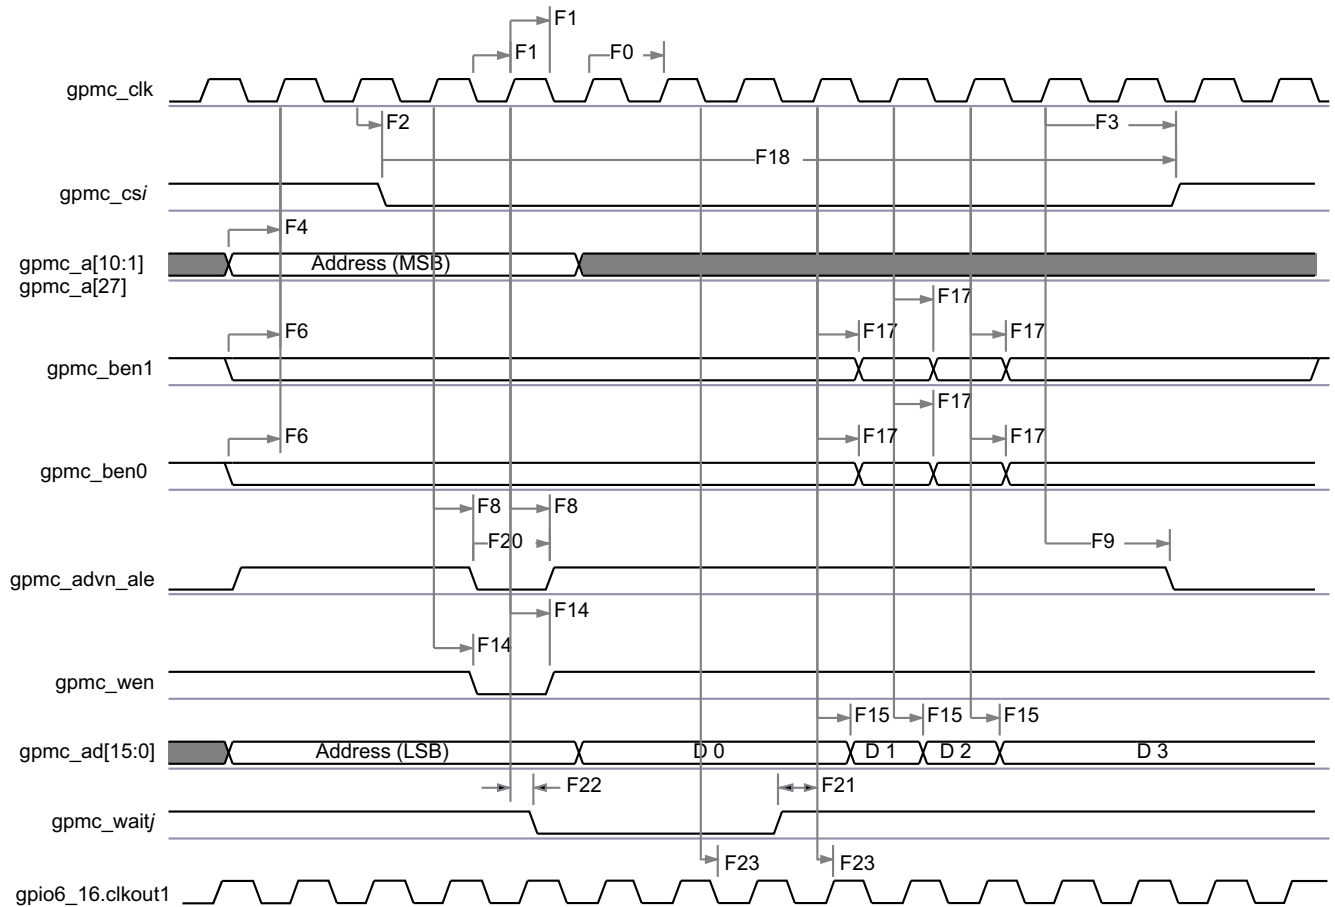 F1
F1
F0
gpmc_clk
F2
F3
F18
gpmc_csi
F4
gpmc_a[10:1]
Address (MSB)
gpmc_a[27]
F17
F6
F17
F17
gpmc_ben1
F17
F6
F17
F17
gpmc_ben0
F8
F8
F20
F9
gpmc_advn_ale
F14
F14
gpmc_wen
F15
F15
F15
gpmc_ad[15:0]
Address (LSB)
D 0
D 1
D 2
D 3
F22
F21
gpmc_waitj
F23
F23
gpio6_16.clkout1